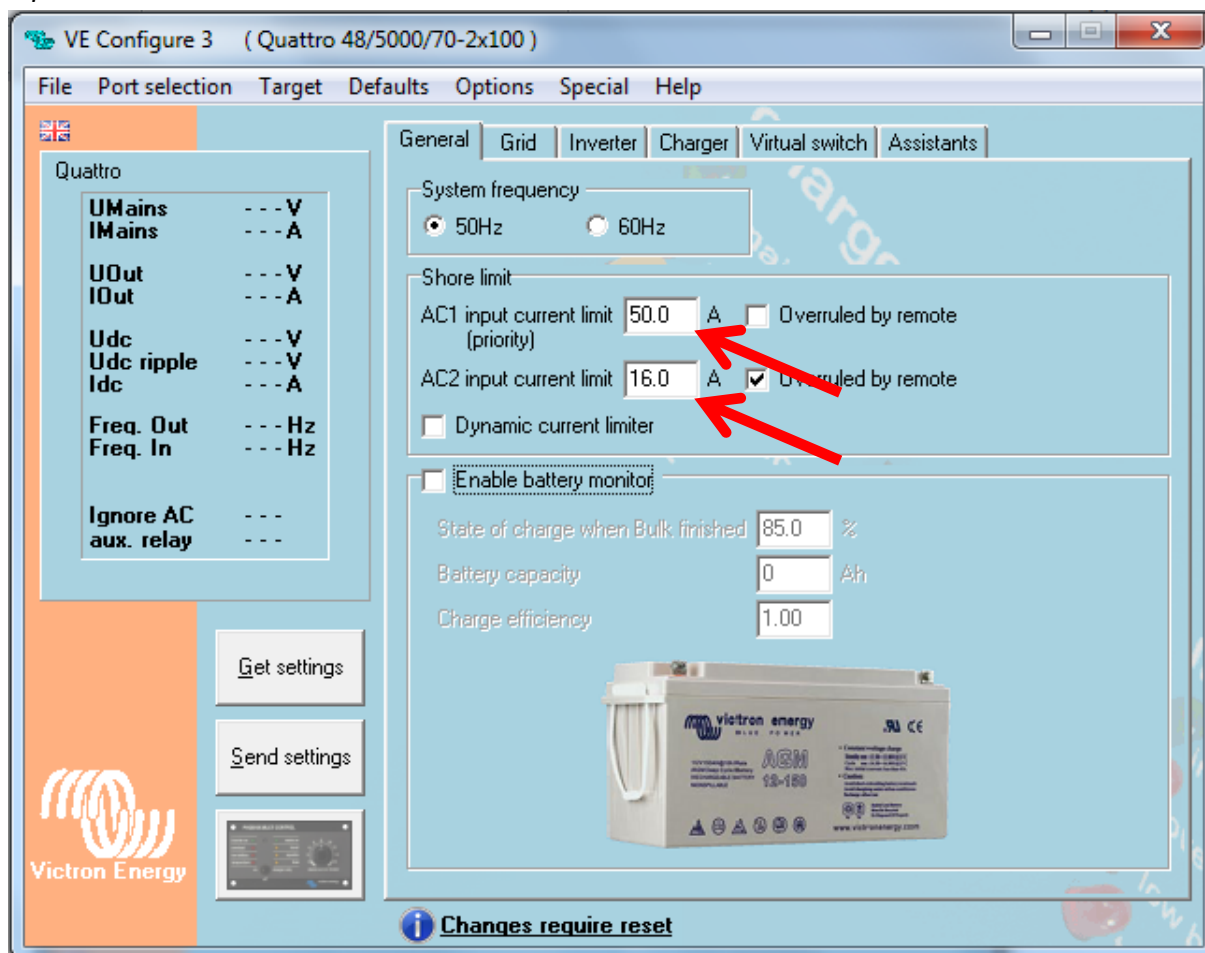 VE Configure 3 ( Quattro 48/5000/70-2x100 )
File Port selection Target Defaults Options Special Help
General Grid Inverter Charger Virtual switch Assistants
Quattro
UMains - - - V
IMains - - - A
UOut - - - V
IOut - - - A
Udc - - - V
Udc ripple - - - V
Idc - - - A
Freq. Out - - - Hz
Freq. In - - - Hz
Ignore AC - - -
aux. relay - - -
System frequency
50Hz 60Hz
Shore limit
AC1 input current limit 50.0 A Overruled by remote
(priority)
AC2 input current limit 16.0 A Overruled by remote
Dynamic current limiter
Enable battery monitor
State of charge when Bulk finished 85.0 %
Battery capacity 0 Ah
Charge efficiency 1.00
Get settings
Send settings
victron energy
BLUE POWER
AGM
12-150
www.victronenergy.com
Victron Energy
Changes require reset